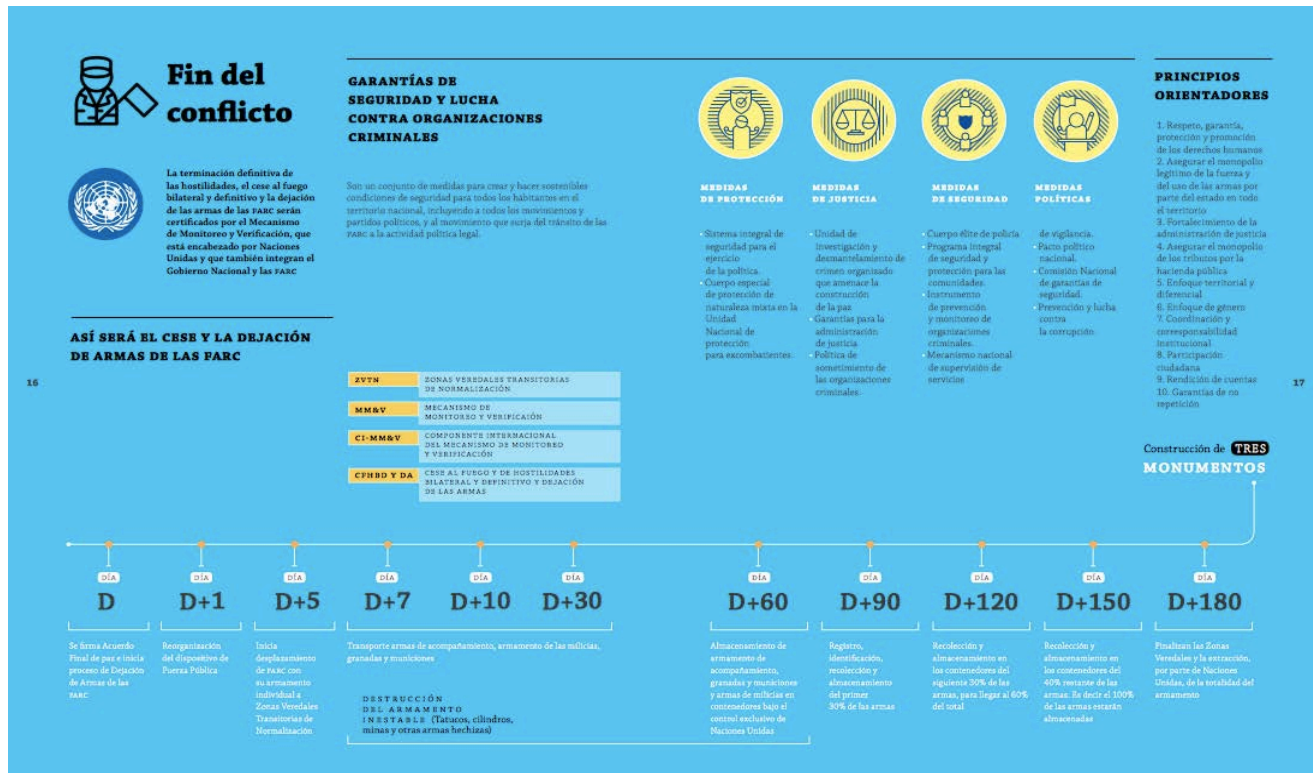 Fin del
conflicto
La terminación definitiva de
las hostilidades, el cese al fuego
bilateral y definitivo y la dejación
de las armas de las FARC serán
certificados por el Mecanismo
de Monitoreo y Verificación, que
está encabezado por Naciones
Unidas y que también integran el
Gobierno Nacional y las FARC
GARANTÍAS DE
SEGURIDAD Y LUCHA
CONTRA ORGANIZACIONES
CRIMINALES
Son un conjunto de medidas para crear y hacer sostenibles
condiciones de seguridad para todos los habitantes en el
territorio nacional, incluyendo a todos los movimientos y
partidos políticos, y al movimiento que surja del tránsito de las
FARC a la actividad política legal.
MEDIDAS
DE PROTECCIÓN
• Sistema integral de
seguridad para el
ejercicio
de la política.
• Cuerpo especial
de protección de
naturaleza mixta en la
Unidad
Nacional de
protección
para excombatientes.
MEDIDAS
DE JUSTICIA
• Unidad de
investigación y
desmantelamiento de
crimen organizado
que amenace la
construcción
de la paz
• Garantías para la
administración
de justicia
• Política de
sometimiento de
las organizaciones
criminales.
MEDIDAS
DE SEGURIDAD
• Cuerpo élite de policía
• Programa integral
de seguridad y
protección para las
comunidades.
• Instrumento
de prevención
y monitoreo de
organizaciones
criminales.
• Mecanismo nacional
de supervisión de
servicios
MEDIDAS
POLÍTICAS
de vigilancia.
• Pacto político
nacional.
• Comisión Nacional
de garantías de
seguridad.
• Prevención y lucha
contra
la corrupción
PRINCIPIOS
ORIENTADORES
1. Respeto, garantía,
protección y promoción
de los derechos humanos
2. Asegurar el monopolio
legítimo de la fuerza y
del uso de las armas por
parte del estado en todo
el territorio
3. Fortalecimiento de la
administración de justicia
4. Asegurar el monopolio
de los tributos por la
hacienda pública
5. Enfoque territorial y
diferencial
6. Enfoque de género
7. Coordinación y
corresponsabilidad
institucional
8. Participación
ciudadana
9. Rendición de cuentas
10. Garantías de no
repetición
ASÍ SERÁ EL CESE Y LA DEJACIÓN
DE ARMAS DE LAS FARC
16
17
ZVTN
ZONAS VEREDALES TRANSITORIAS
DE NORMALIZACIÓN
MM&V
MECANISMO DE
MONITOREO Y VERIFICAIÓN
CI-MM&V
COMPONENTE INTERNACIONAL
DEL MECANISMO DE MONITOREO
Y VERIFICACIÓN
CFHBD Y DA
CESE AL FUEGO Y DE HOSTILIDADES
BILATERAL Y DEFINITIVO Y DEJACIÓN
DE LAS ARMAS
Construcción de TRES
MONUMENTOS
DÍA
D
Se firma Acuerdo
Final de paz e inicia
proceso de Dejación
de Armas de las
FARC
DÍA
D+1
Reorganización
del dispositivo de
Fuerza Pública
DÍA
D+5
Inicia
desplazamiento
de FARC con
su armamento
individual a
Zonas Veredales
Transitorias de
Normalización
DÍA
D+7
DÍA
D+10
DÍA
D+30
Transporte armas de acompañamiento, armamento de las milicias,
granadas y municiones
DESTRUCCIÓN
DEL ARMAMENTO
INESTABLE (Tatucos, cilindros,
minas y otras armas hechizas)
DÍA
D+60
Almacenamiento de
armamento de
acompañamiento,
granadas y municiones
y armas de milicias en
contenedores bajo el
control exclusivo de
Naciones Unidas
DÍA
D+90
Registro,
identificación,
recolección y
almacenamiento
del primer
30% de las armas
DÍA
D+120
Recolección y
almacenamiento en
los contenedores del
siguiente 30% de las
armas, para llegar al 60%
del total
DÍA
D+150
Recolección y
almacenamiento en
los contenedores del
40% restante de las
armas. Es decir el 100%
de las armas estarán
almacenadas
DÍA
D+180
Finalizan las Zonas
Veredales y la extracción,
por parte de Naciones
Unidas, de la totalidad del
armamento